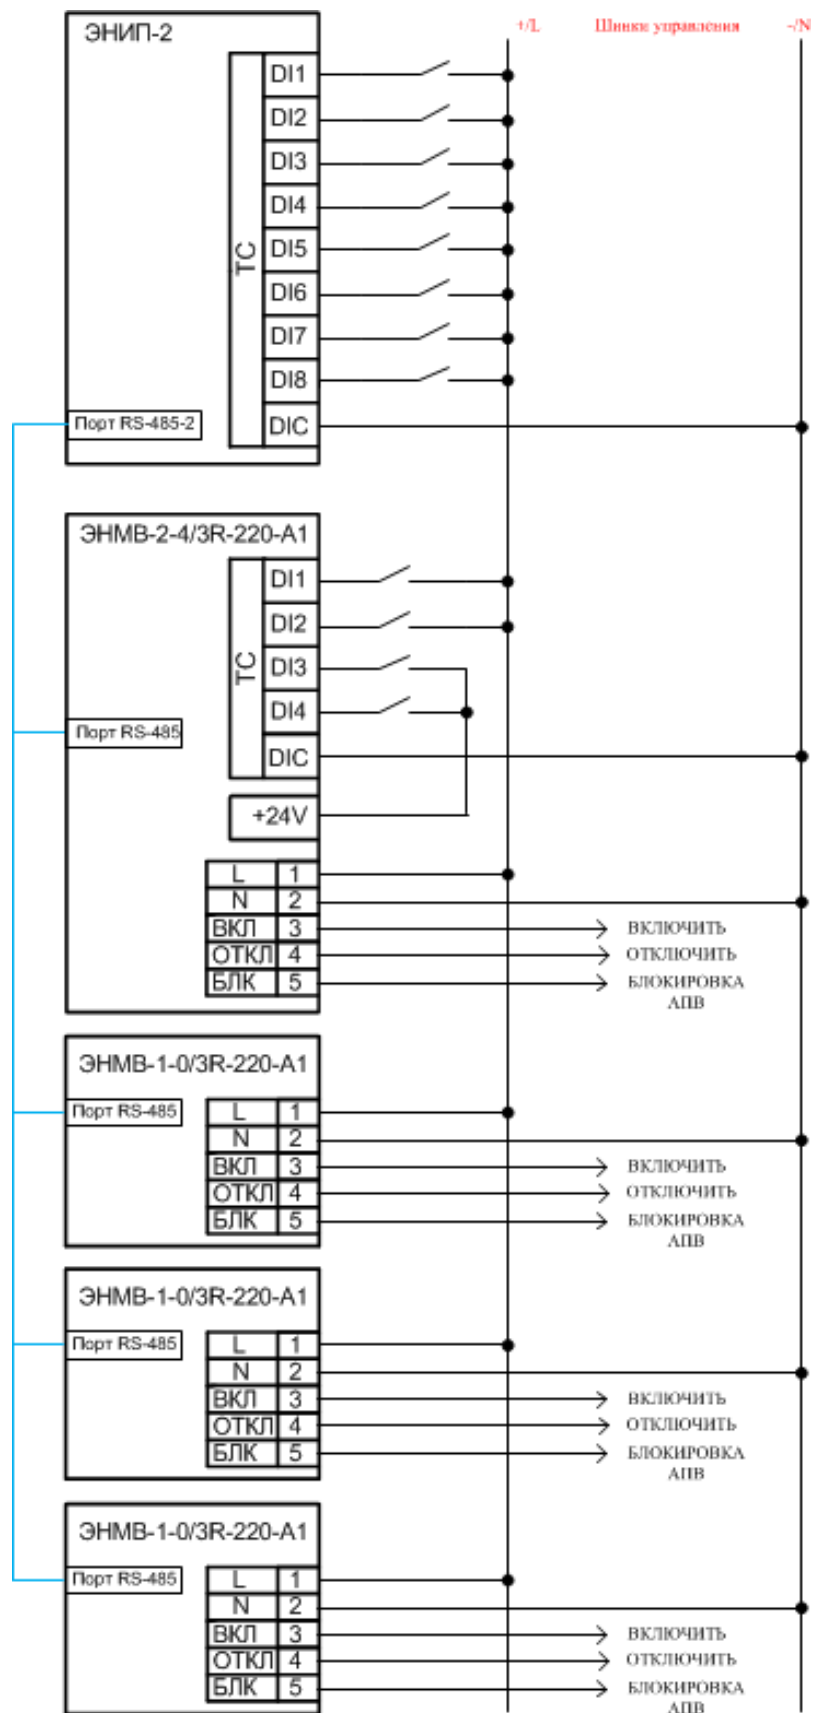 +/L Шинки управления -/N
ЭНИП-2
ТС
DI1
DI2
DI3
DI4
DI5
DI6
DI7
DI8
DIC
Порт RS-485-2
ЭНМВ-2-4/3R-220-А1
ТС
DI1
DI2
DI3
DI4
DIC
Порт RS-485
+24V
L 1
N 2
ВКЛ 3 ВКЛЮЧИТЬ
ОТКЛ 4 ОТКЛЮЧИТЬ
БЛК 5 БЛОКИРОВКА
АПВ
ЭНМВ-1-0/3R-220-А1
Порт RS-485
L 1
N 2
ВКЛ 3 ВКЛЮЧИТЬ
ОТКЛ 4 ОТКЛЮЧИТЬ
БЛК 5 БЛОКИРОВКА
АПВ
ЭНМВ-1-0/3R-220-А1
Порт RS-485
L 1
N 2
ВКЛ 3 ВКЛЮЧИТЬ
ОТКЛ 4 ОТКЛЮЧИТЬ
БЛК 5 БЛОКИРОВКА
АПВ
ЭНМВ-1-0/3R-220-А1
Порт RS-485
L 1
N 2
ВКЛ 3 ВКЛЮЧИТЬ
ОТКЛ 4 ОТКЛЮЧИТЬ
БЛК 5 БЛОКИРОВКА
АПВ